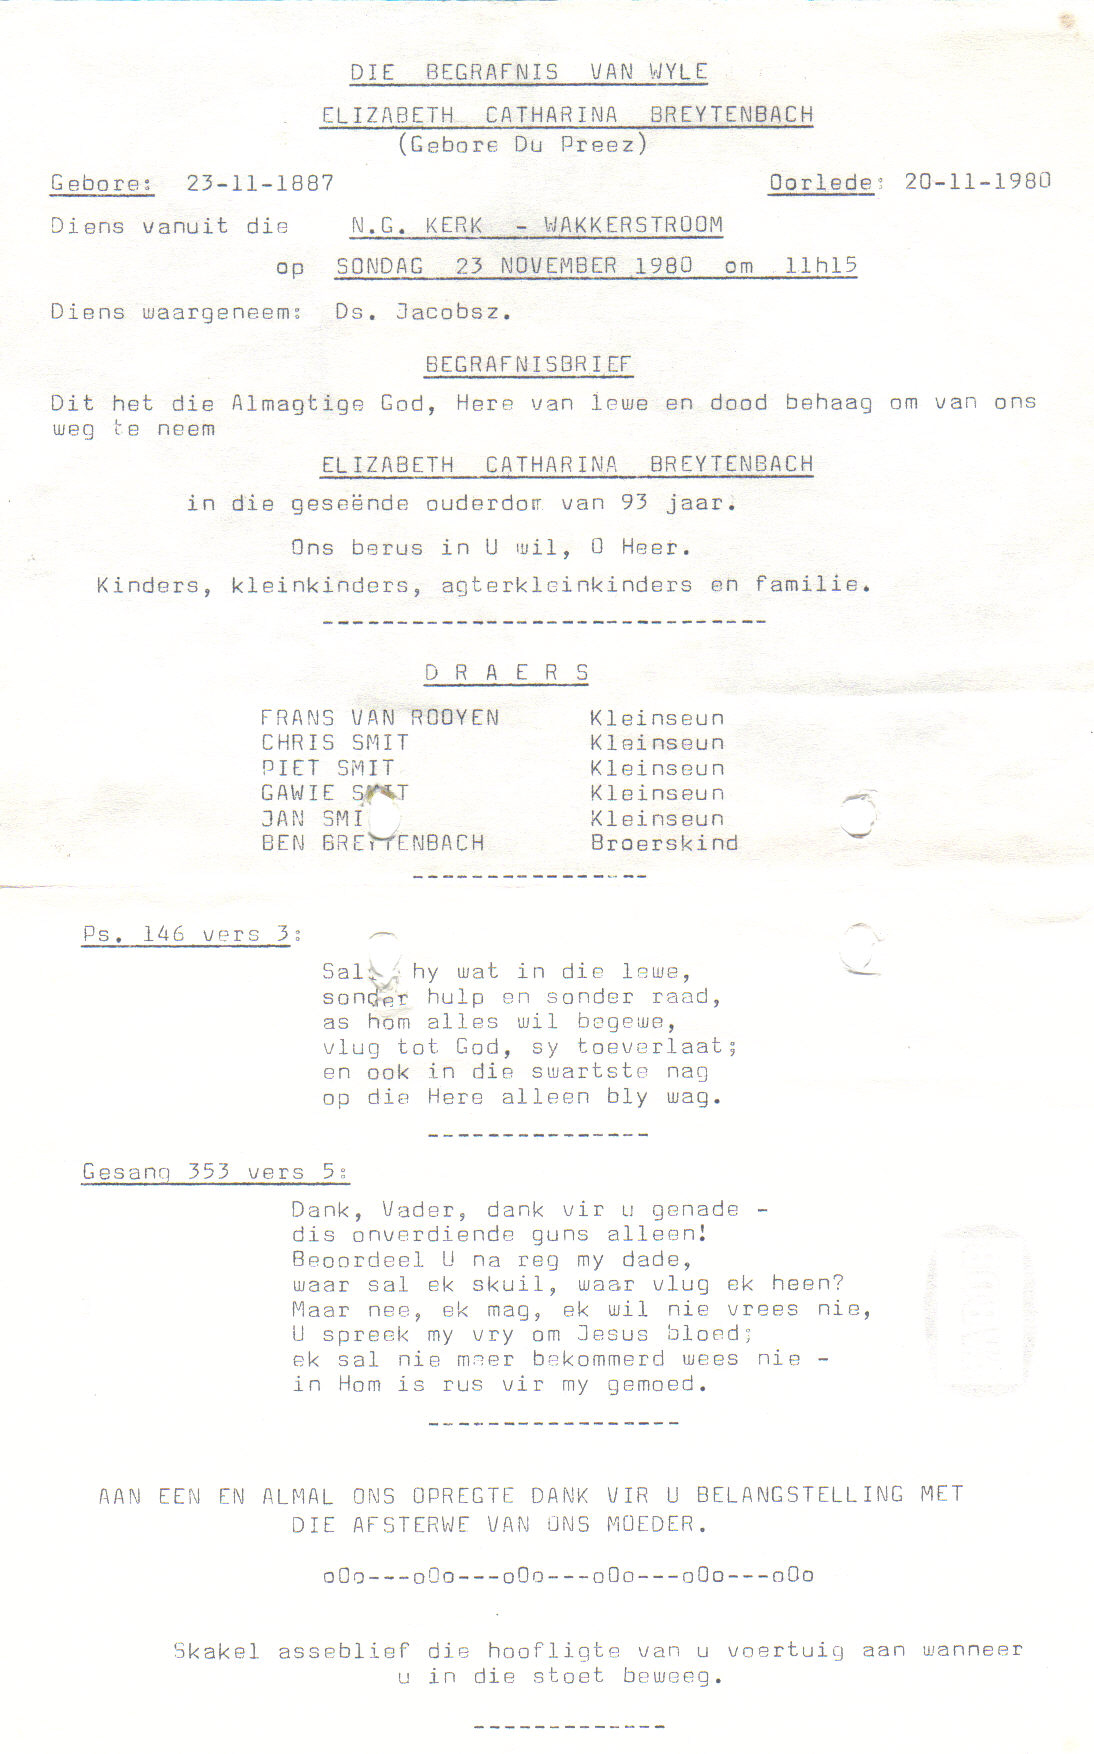 DIE BEGRAFNIS VAN WYLE
ELIZABETH CATHARINA BREYTENBACH
(Gebore Du Preez)
Gebore: 23-11-1887 Oorlede: 20-11-1980
Diens vanuit die N.G. KERK - WAKKERSTROOM
op SONDAG 23 NOVEMBER 1980 om 11h15
Diens waargeneem: Ds. Jacobsz.
BEGRAFNISBRIEF
Dit het die Almagtige God, Here van lewe en dood behaag om van ons
weg te neem
ELIZABETH CATHARINA BREYTENBACH
in die geseënde ouderdom van 93 jaar.
Ons berus in U wil, O Heer.
Kinders, kleinkinders, agterkleinkinders en familie.
------------------------------
D R A E R S
FRANS VAN ROOYEN Kleinseun
CHRIS SMIT Kleinseun
PIET SMIT Kleinseun
GAWIE SMIT Kleinseun
JAN SMI Kleinseun
BEN BREYTENBACH Broerskind
----------------
Ps. 146 vers 3:
Sal hy wat in die lewe,
sonder hulp en sonder raad,
as hom alles wil begewe,
vlug tot God, sy toeverlaat;
en ook in die swartste nag
op die Here alleen bly wag.
---------------
Gesang 353 vers 5:
Dank, Vader, dank vir u genade -
dis onverdiende guns alleen!
Beoordeel U na reg my dade,
waar sal ek skuil, waar vlug ek heen?
Maar nee, ek mag, ek wil nie vrees nie,
U spreek my vry om Jesus bloed;
ek sal nie meer bekommerd wees nie -
in Hom is rus vir my gemoed.
-----------------
AAN EEN EN ALMAL ONS OPREGTE DANK VIR U BELANGSTELLING MET
DIE AFSTERWE VAN ONS MOEDER.
oOo---oOo---oOo---oOo---oOo---oOo
Skakel asseblief die hoofligte van u voertuig aan wanneer
u in die stoet beweeg.
-------------